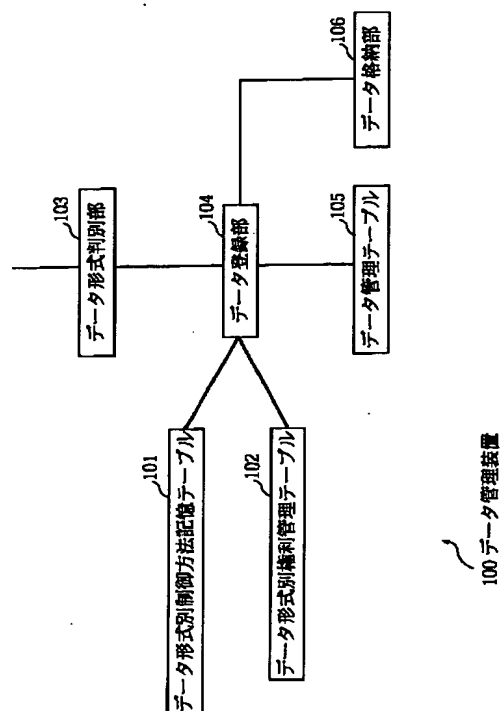 103
データ形式判別部
101
データ形式別制御方法記憶テーブル
104
データ登録部
106
データ格納部
102
データ形式別権利管理テーブル
105
データ管理テーブル
100 データ管理装置